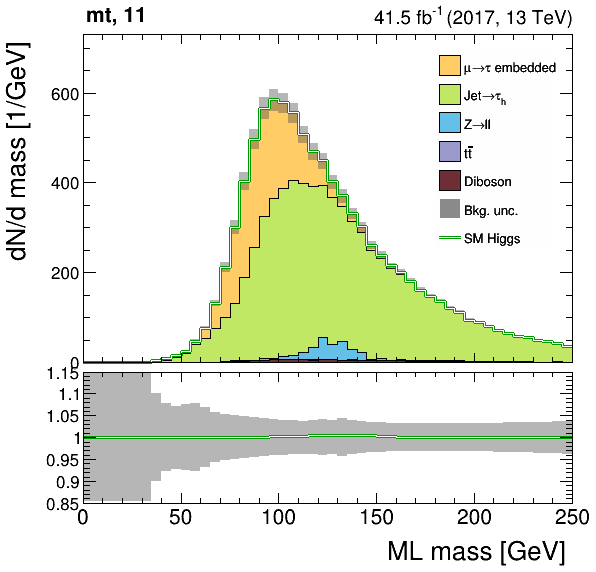 mt, 11
41.5 fb⁻¹ (2017, 13 TeV)
dN/d mass [1/GeV]
600
400
200
0
μ→τ embedded
Jet→τₕ
Z→ll
tt̄
Diboson
Bkg. unc.
SM Higgs
1.15
1.1
1.05
1
0.95
0.9
0.85
0 50 100 150 200 250
ML mass [GeV]